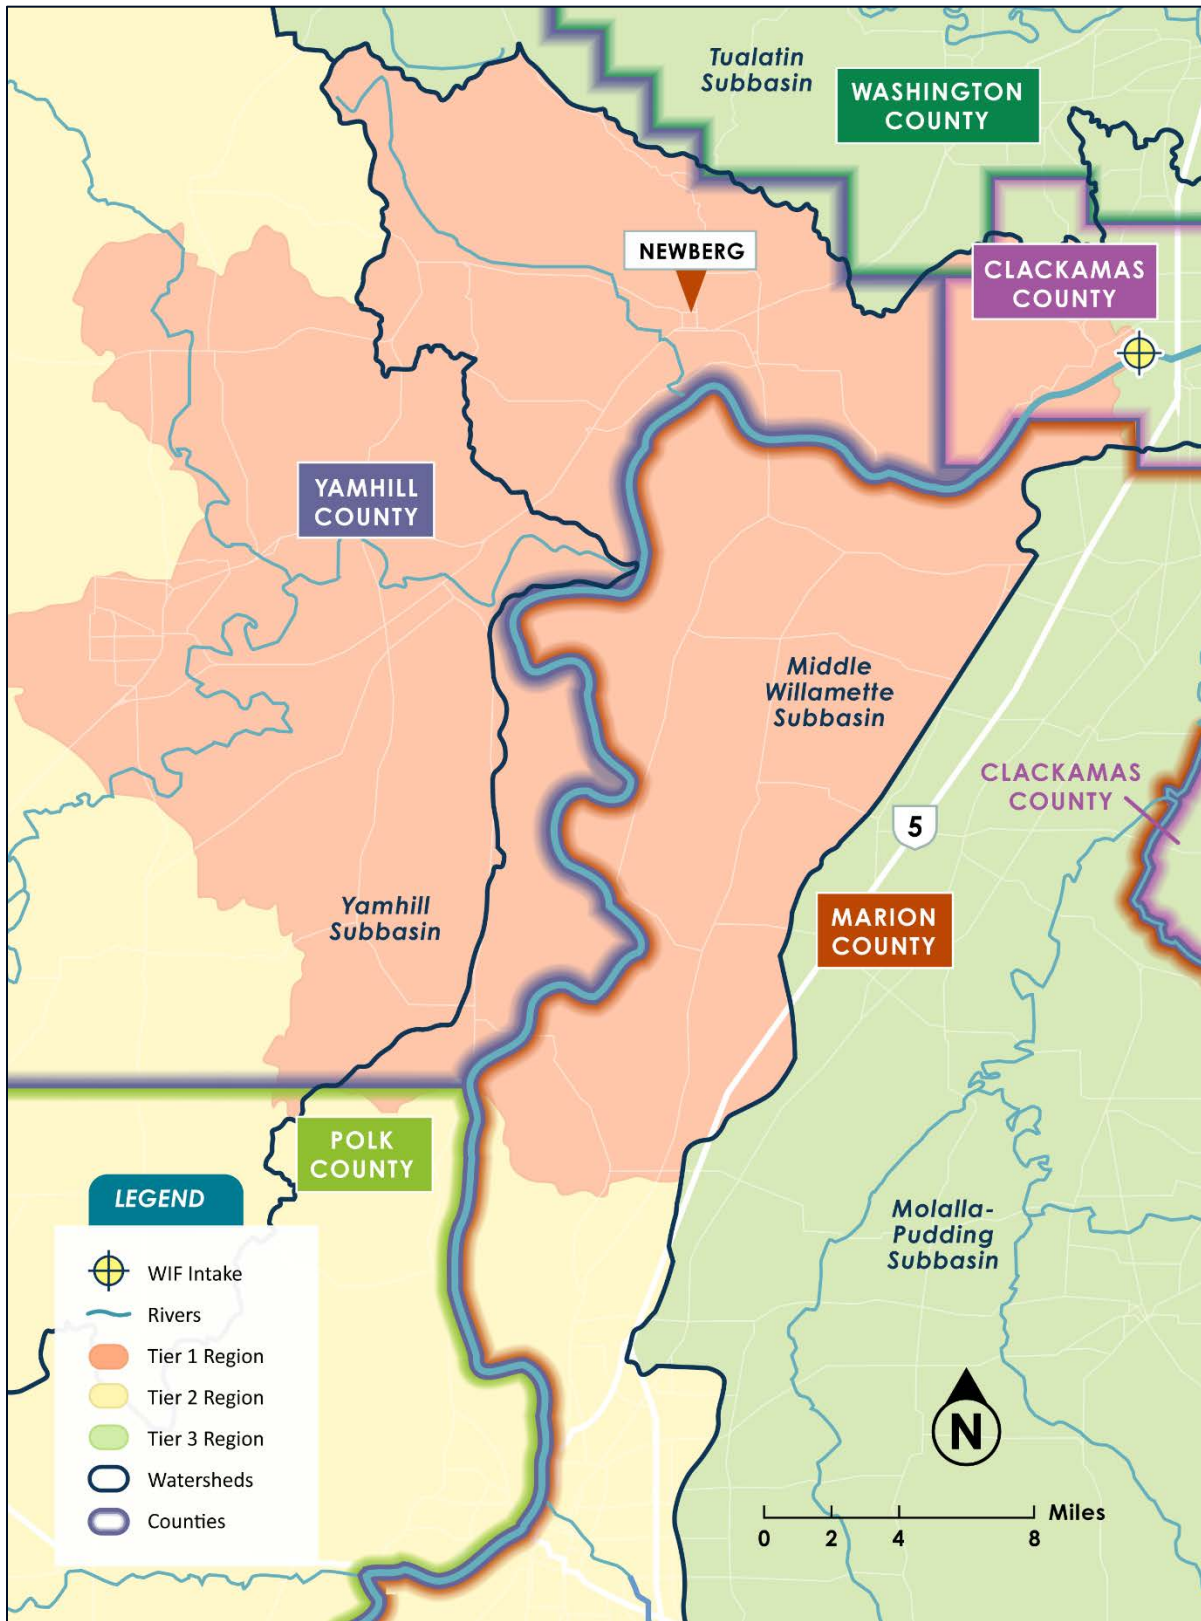 Tualatin
Subbasin
WASHINGTON
COUNTY
NEWBERG
CLACKAMAS
COUNTY
YAMHILL
COUNTY
Middle
Willamette
Subbasin
CLACKAMAS
COUNTY
5
Yamhill
Subbasin
MARION
COUNTY
POLK
COUNTY
LEGEND
WIF Intake
Rivers
Tier 1 Region
Tier 2 Region
Tier 3 Region
Watersheds
Counties
Molalla-
Pudding
Subbasin
N
Miles
0 2 4 8